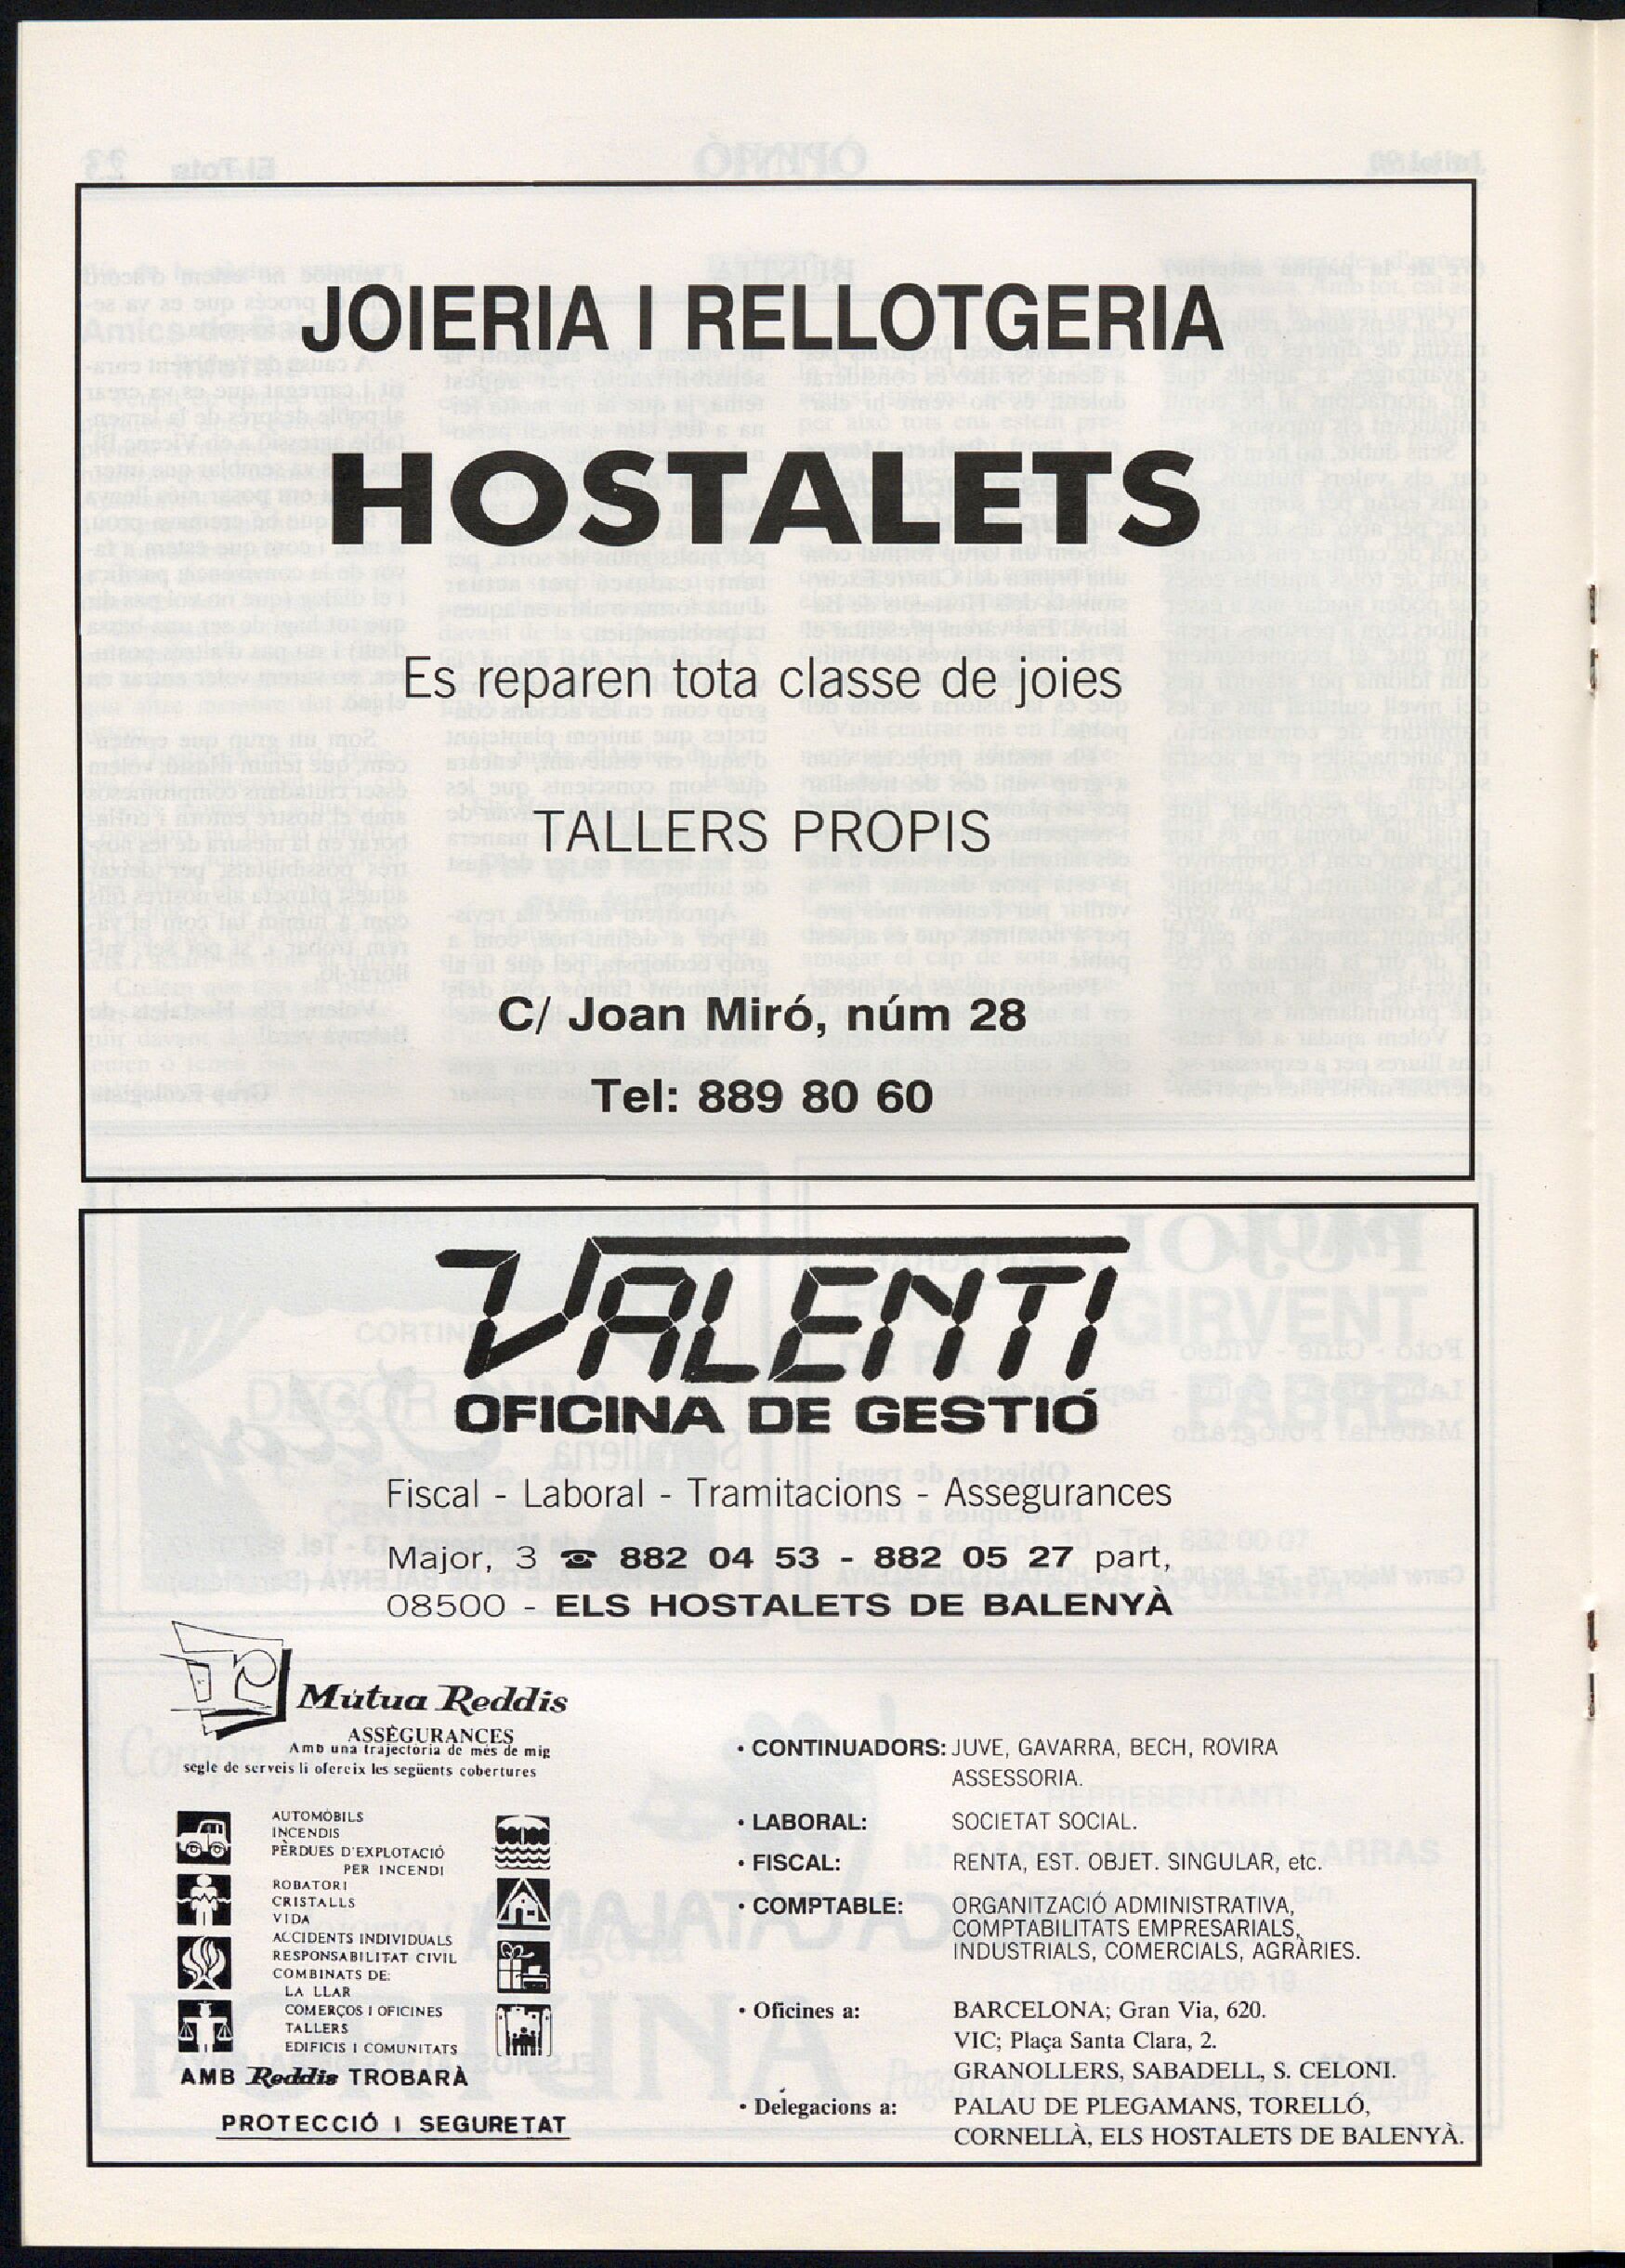 JOIERIA I RELLOTGERIA
HOSTALETS
Es reparen tota classe de joies
TALLERS PROPIS
C/ Joan Miró, núm 28
Tel: 889 80 60
VALENTI
OFICINA DE GESTIÓ
Fiscal - Laboral - Tramitacions - Assegurances
Major, 3 ☎ 882 04 53 - 882 05 27 part,
08500 - ELS HOSTALETS DE BALENYÀ
Mútua Reddis
ASSEGURANCES
Amb una trajectòria de més de mig
segle de serveis li ofereix les següents cobertures
AUTOMÒBILS
INCENDIS
PÈRDUES D'EXPLOTACIÓ
PER INCENDI
ROBATORI
CRISTALLS
VIDA
ACCIDENTS INDIVIDUALS
RESPONSABILITAT CIVIL
COMBINATS DE:
LA LLAR
COMERÇOS I OFICINES
TALLERS
EDIFICIS I COMUNITATS
AMB Reddis TROBARÀ
PROTECCIÓ I SEGURETAT
• CONTINUADORS: JUVE, GAVARRA, BECH, ROVIRA
ASSESSORIA.
• LABORAL: SOCIETAT SOCIAL.
• FISCAL: RENTA, EST. OBJET. SINGULAR, etc.
• COMPTABLE: ORGANITZACIÓ ADMINISTRATIVA,
COMPTABILITATS EMPRESARIALS,
INDUSTRIALS, COMERCIALS, AGRÀRIES.
• Oficines a: BARCELONA; Gran Via, 620.
VIC; Plaça Santa Clara, 2.
GRANOLLERS, SABADELL, S. CELONI.
• Delegacions a: PALAU DE PLEGAMANS, TORELLÓ,
CORNELLÀ, ELS HOSTALETS DE BALENYÀ.